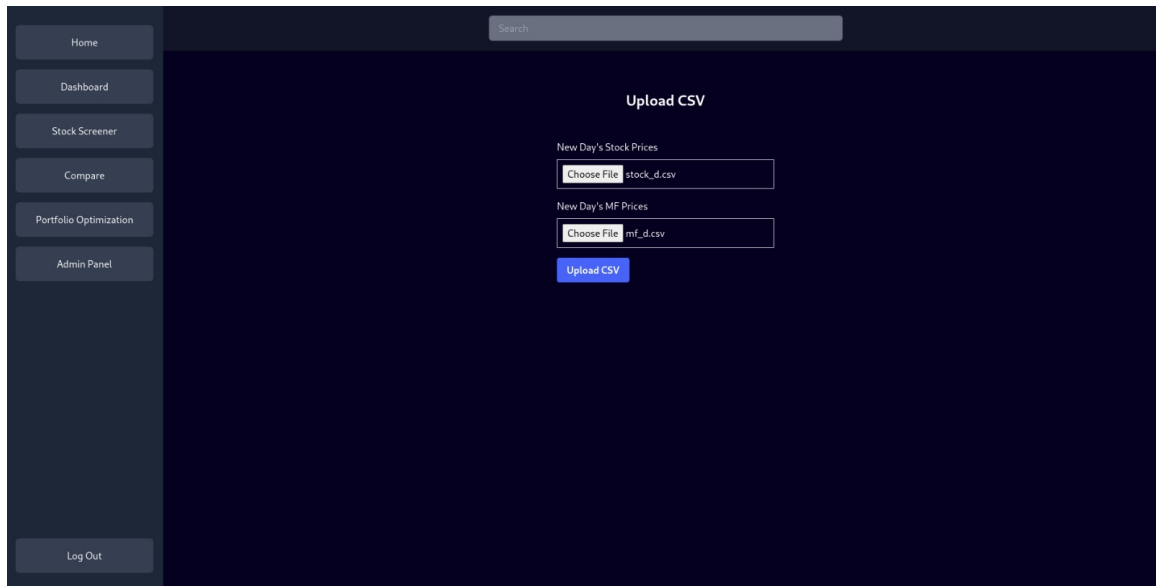 Search
Home
Dashboard
Stock Screener
Compare
Portfolio Optimization
Admin Panel
Log Out
Upload CSV
New Day's Stock Prices
Choose File stock_d.csv
New Day's MF Prices
Choose File mf_d.csv
Upload CSV